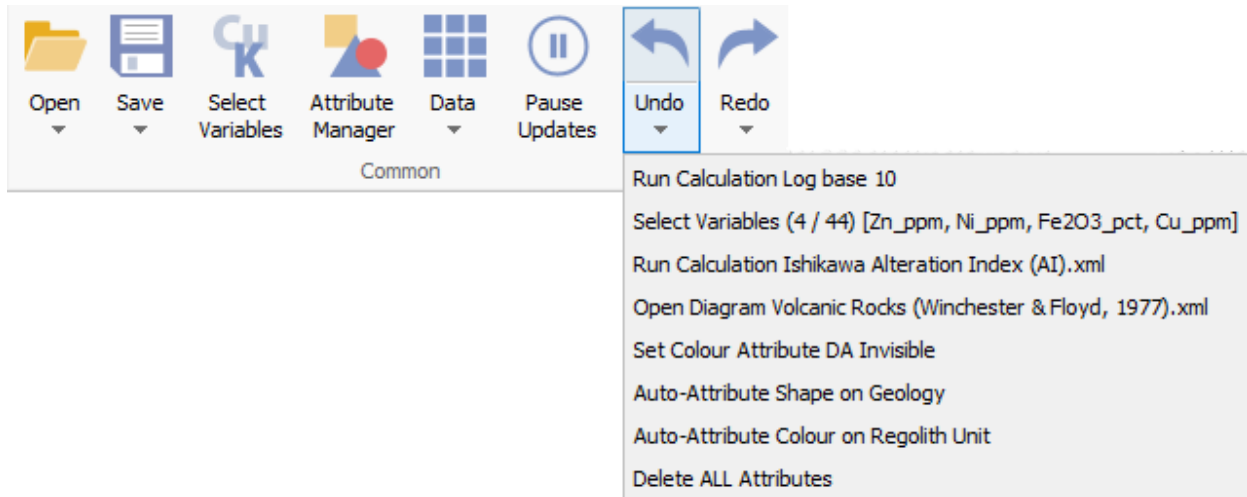 Cu
K
Open
Save
Select
Variables
Attribute
Manager
Data
Pause
Updates
Undo
Redo
Common
Run Calculation Log base 10
Select Variables (4 / 44) [Zn_ppm, Ni_ppm, Fe2O3_pct, Cu_ppm]
Run Calculation Ishikawa Alteration Index (AI).xml
Open Diagram Volcanic Rocks (Winchester & Floyd, 1977).xml
Set Colour Attribute DA Invisible
Auto-Attribute Shape on Geology
Auto-Attribute Colour on Regolith Unit
Delete ALL Attributes